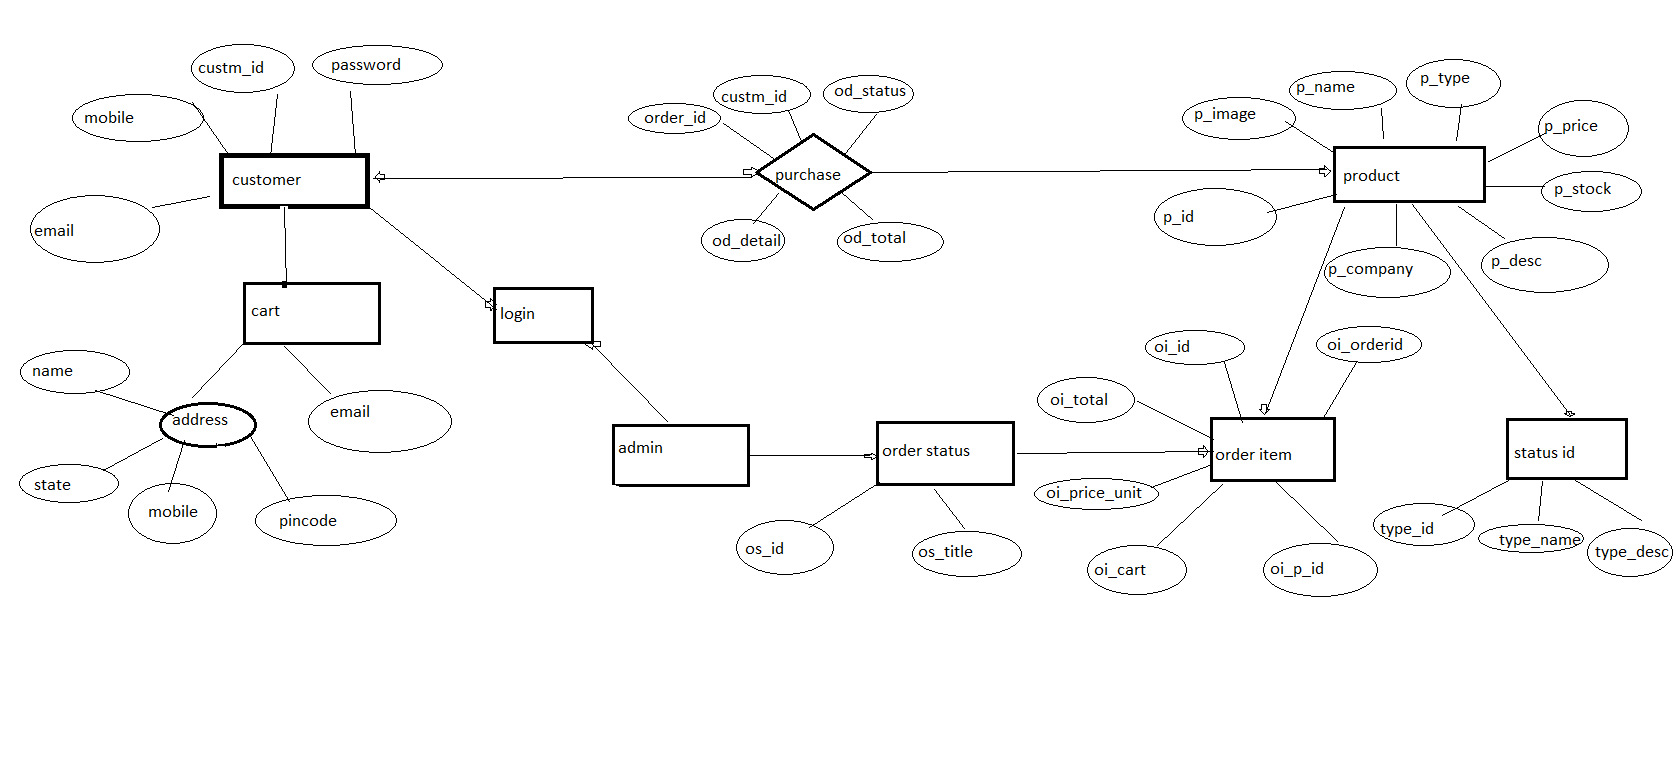 custm_id
password
mobile
customer
email
cart
login
name
address
email
state
mobile
pincode
order_id
custm_id
od_status
purchase
od_detail
od_total
admin
order status
os_id
os_title
p_image
p_name
p_type
p_price
product
p_stock
p_id
p_company
p_desc
oi_id
oi_orderid
oi_total
order item
oi_price_unit
oi_cart
oi_p_id
status id
type_id
type_name
type_desc